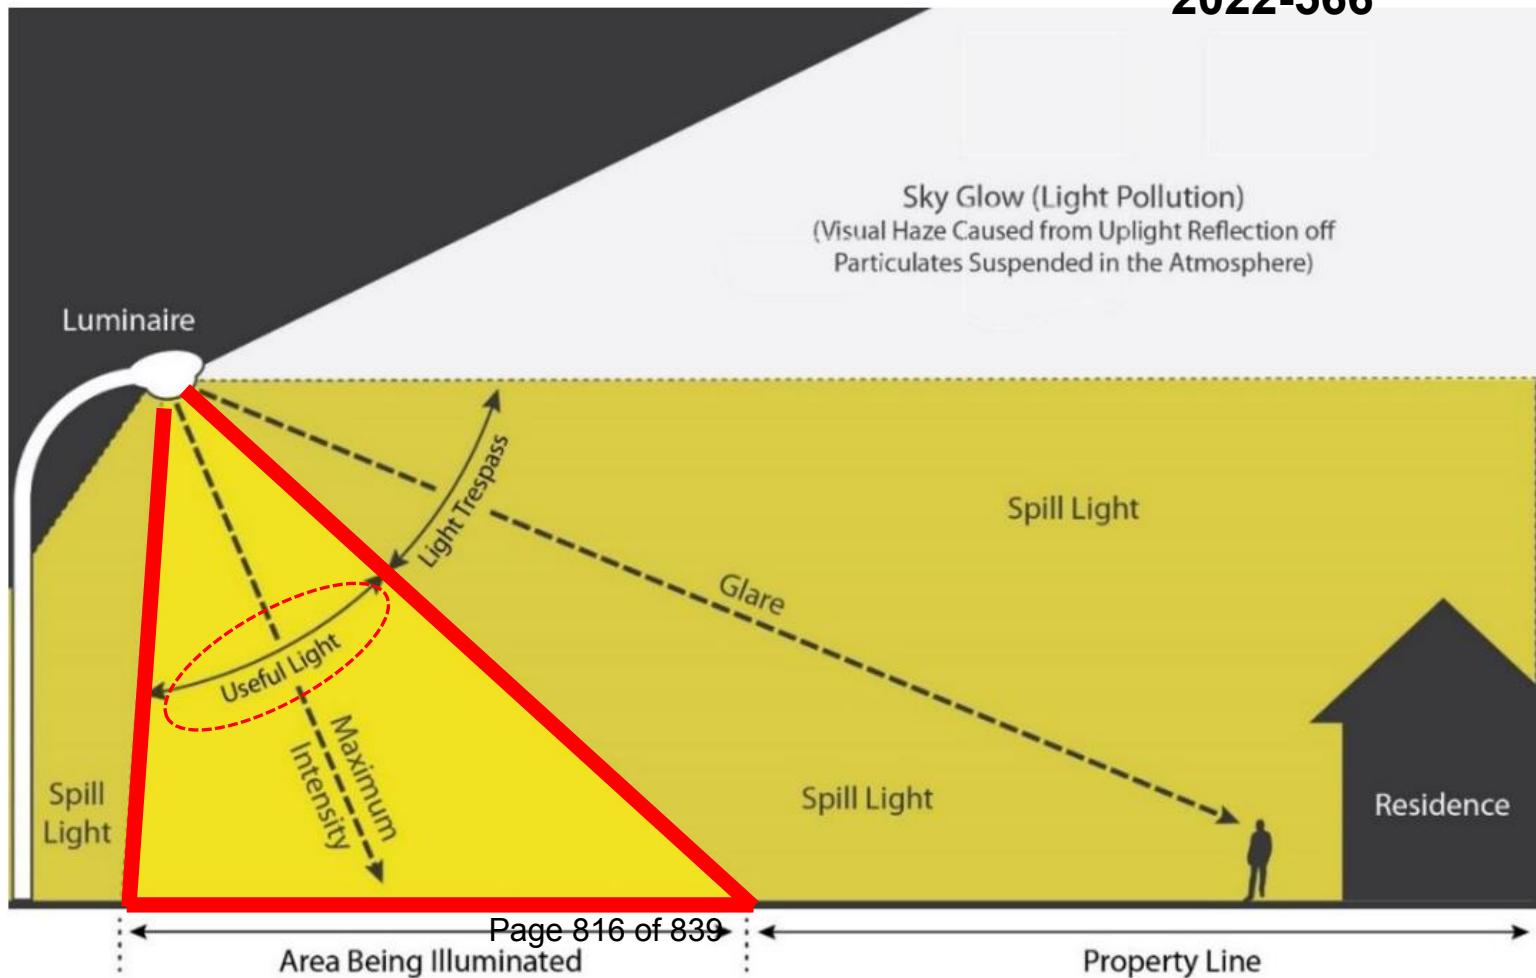 2022-566
Sky Glow (Light Pollution)
(Visual Haze Caused from Uplight Reflection off
Particulates Suspended in the Atmosphere)
Luminaire
Light Trespass
Spill Light
Glare
Useful Light
Maximum
Intensity
Spill
Light
Spill Light
Residence
Page 816 of 839
Area Being Illuminated
Property Line